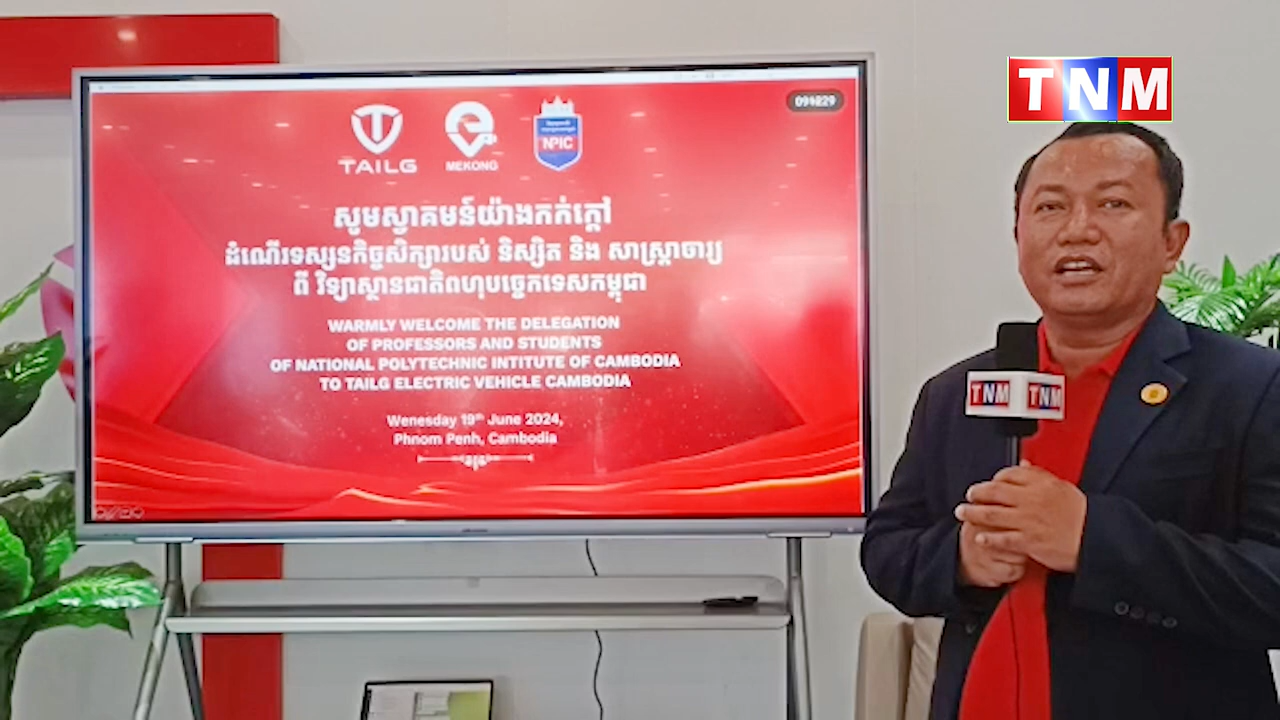 TNM
TAILG
MEKONG
NPIC
សូមស្វាគមន៍យ៉ាងកក់ក្ដៅ
ដំណើរទស្សនកិច្ចសិក្សារបស់ និស្សិត និង សាស្ត្រាចារ្យ
ពី វិទ្យាស្ថានជាតិពហុបច្ចេកទេសកម្ពុជា
WARMLY WELCOME THE DELEGATION
OF PROFESSORS AND STUDENTS
OF NATIONAL POLYTECHNIC INTITUTE OF CAMBODIA
TO TAILG ELECTRIC VEHICLE CAMBODIA
Wenesday 19th June 2024,
Phnom Penh, Cambodia
TNM TNM